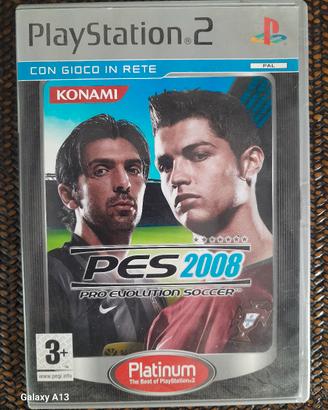 PlayStation 2
CON GIOCO IN RETE
PAL
KONAMI
PES 2008
PRO EVOLUTION SOCCER
3+
www.pegi.info
Platinum
The Best of PlayStation 2
Galaxy A13